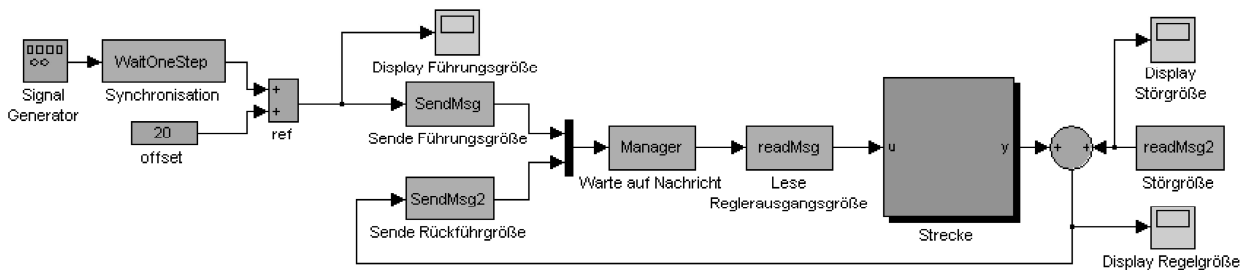 Signal
Generator
WaitOneStep
Synchronisation
20
offset
+
+
ref
Display Führungsgröße
SendMsg
Sende Führungsgröße
SendMsg2
Sende Rückführgröße
Manager
Warte auf Nachricht
readMsg
Lese
Reglerausgangsgröße
u
y
Strecke
+
+
Display
Störgröße
readMsg2
Störgröße
Display Regelgröße